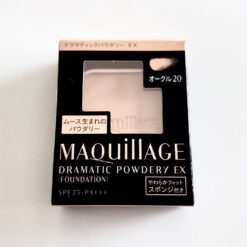 ドラマティックパウダリー EX
オークル20
ムース生まれの
パウダリー
MAQuillAGE
DRAMATIC POWDERY EX
(FOUNDATION)
やわらかフィット
スポンジ付き
SPF25・PA+++